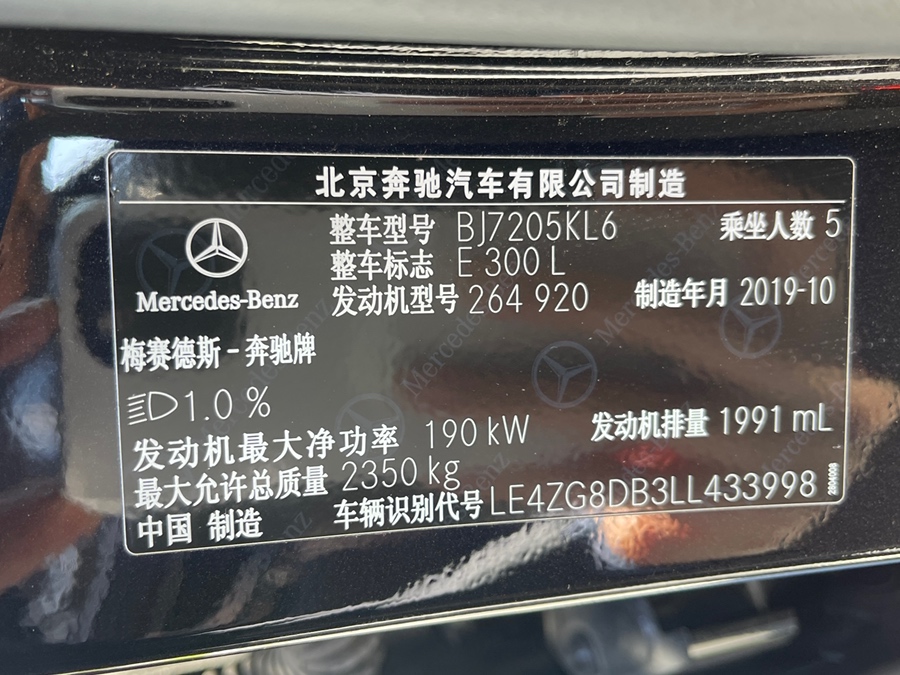 北京奔驰汽车有限公司制造
Mercedes-Benz
整车型号 BJ7205KL6 乘坐人数 5
整车标志 E 300 L
发动机型号 264 920 制造年月 2019-10
梅赛德斯-奔驰牌
1.0 %
发动机最大净功率 190 kW 发动机排量 1991 mL
最大允许总质量 2350 kg
中国 制造 车辆识别代号 LE4ZG8DB3LL433998